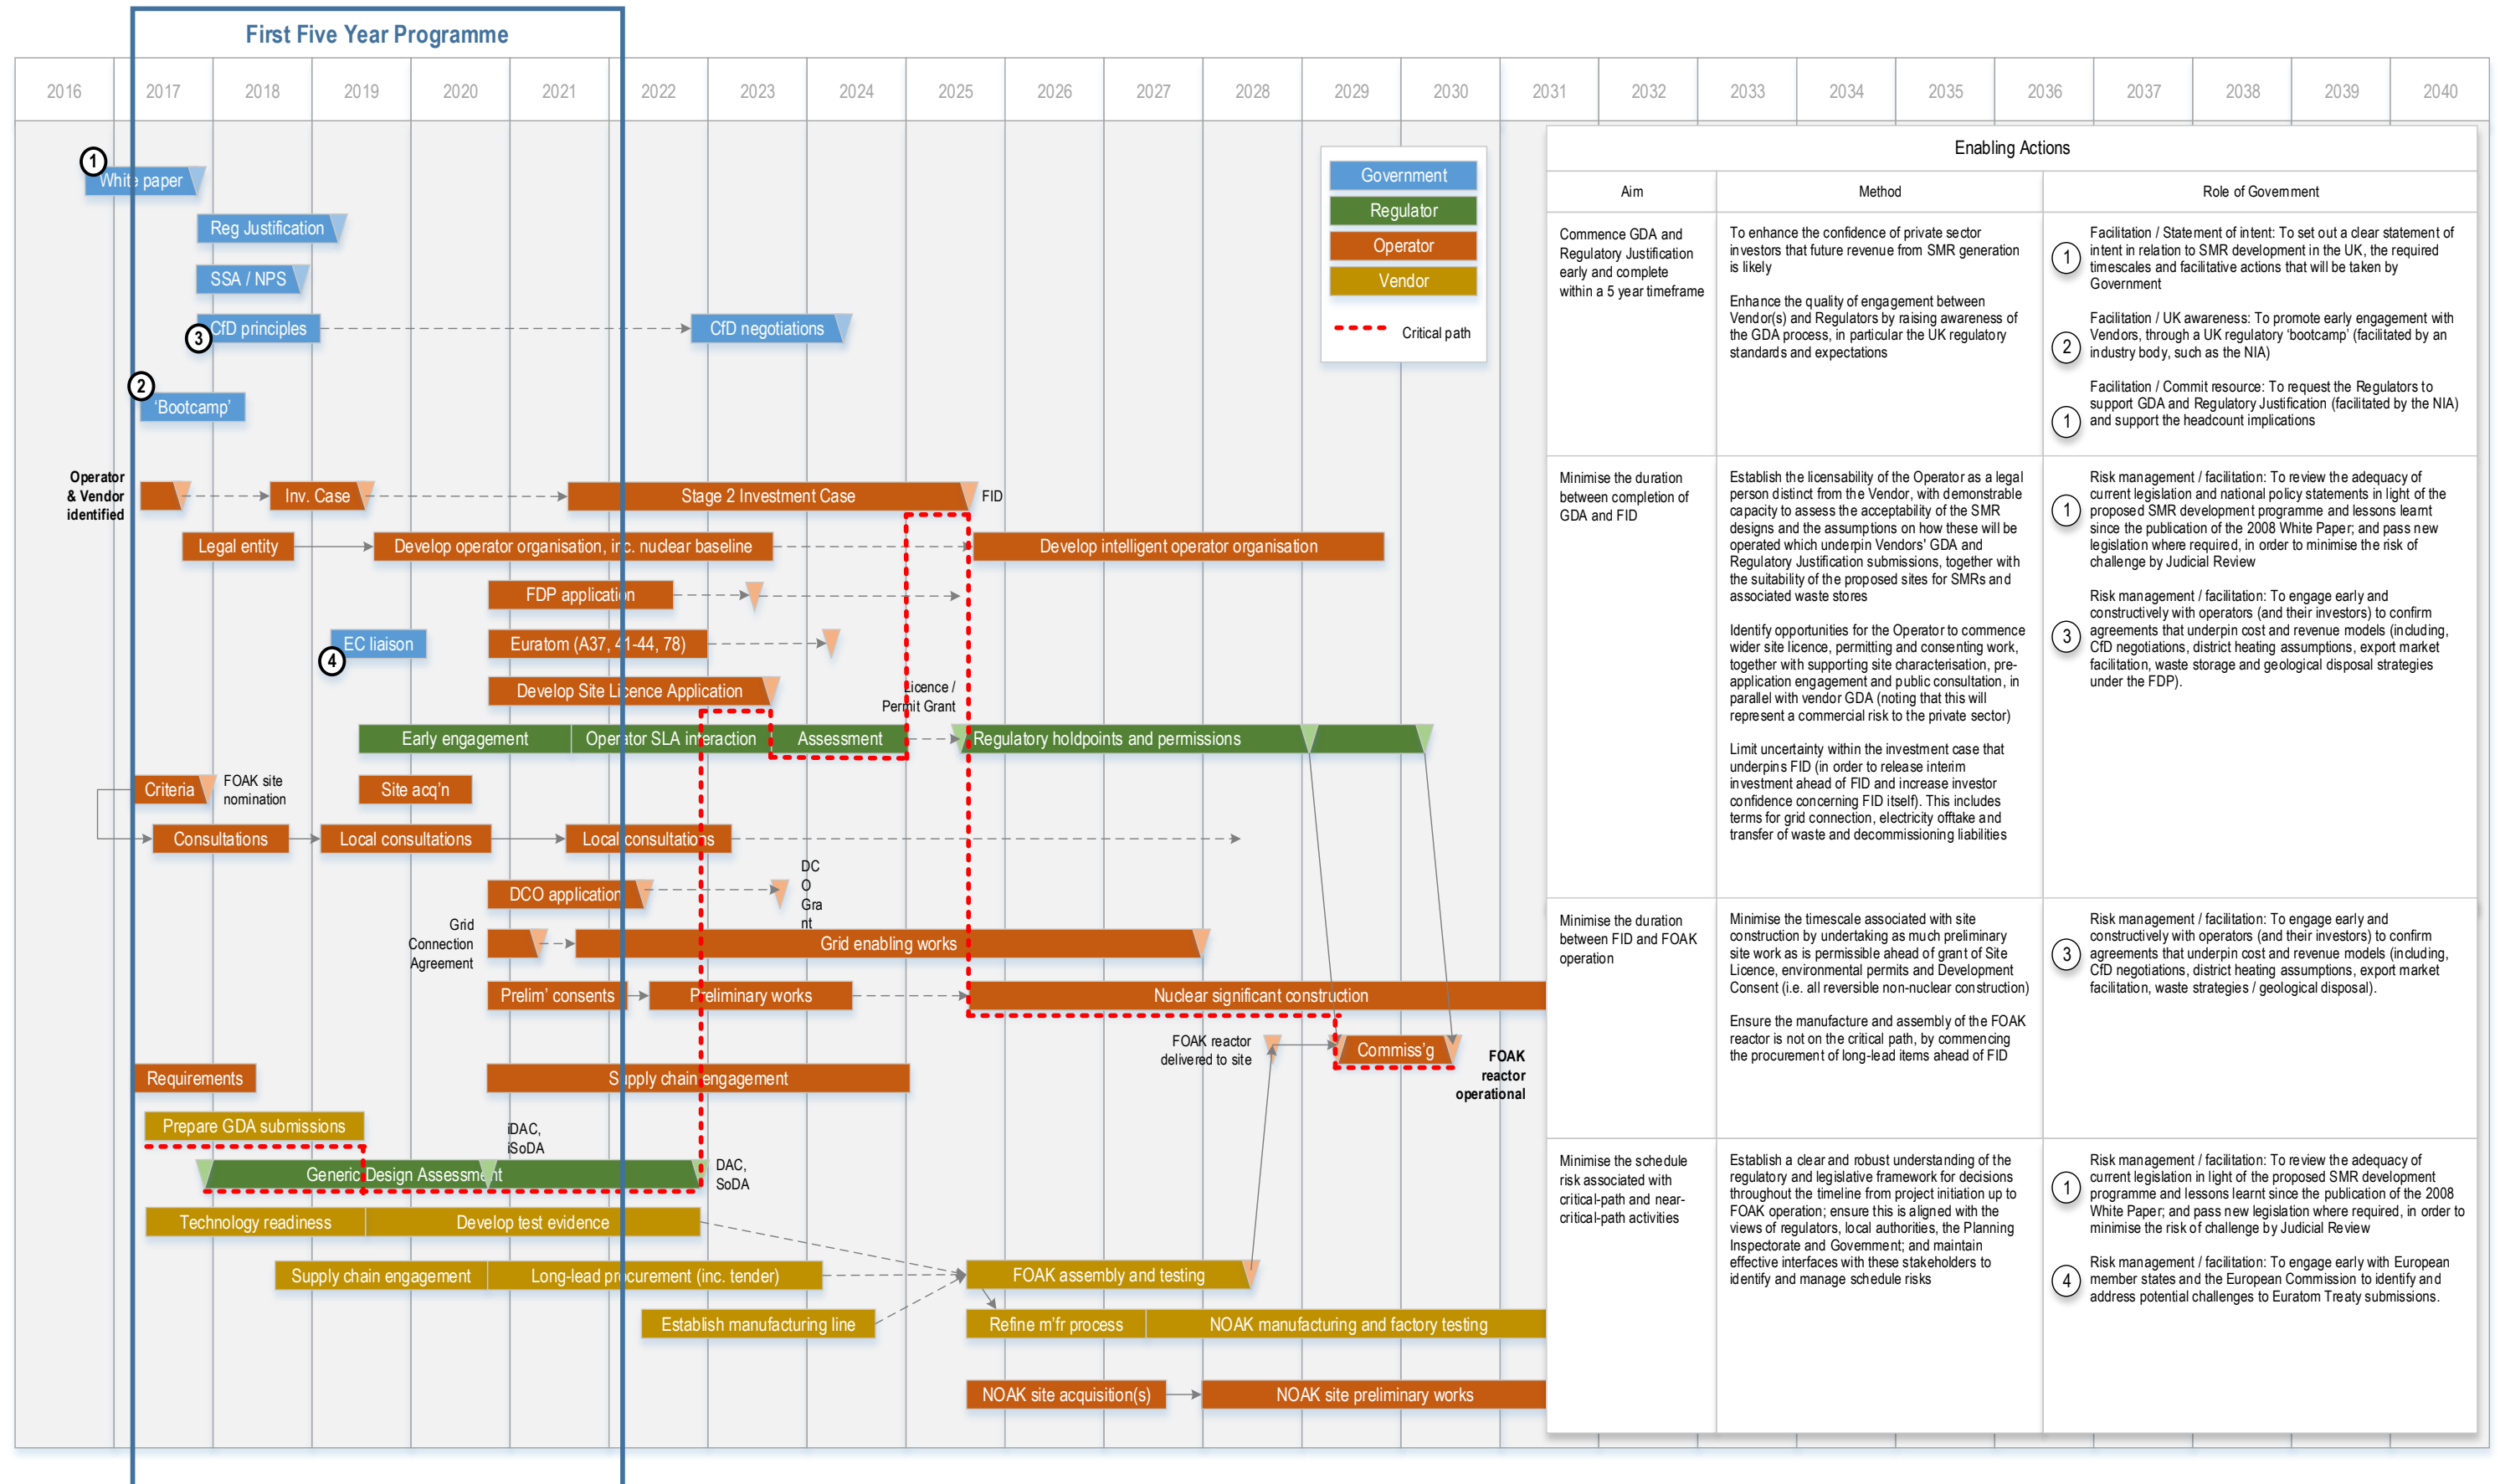 First Five Year Programme
2016 2017 2018 2019 2020 2021 2022 2023 2024 2025 2026 2027 2028 2029 2030 2031 2032 2033 2034 2035 2036 2037 2038 2039 2040
1
White paper
Reg Justification
SSA / NPS
3
CfD principles
CfD negotiations
2
'Bootcamp'
Government
Regulator
Operator
Vendor
Critical path
Operator
& Vendor
identified
Inv. Case
Stage 2 Investment Case
FID
Legal entity
Develop operator organisation, inc. nuclear baseline
Develop intelligent operator organisation
FDP application
EC liaison
4
Euratom (A37, 41-44, 78)
Develop Site Licence Application
Licence /
Permit Grant
Early engagement
Operator SLA interaction
Assessment
Regulatory holdpoints and permissions
Criteria
FOAK site
nomination
Site acq'n
Consultations
Local consultations
Local consultations
DCO application
DC
O
Gra
nt
Grid
Connection
Agreement
Grid enabling works
Prelim' consents
Preliminary works
Nuclear significant construction
FOAK reactor
delivered to site
Commiss'g
FOAK
reactor
operational
Requirements
Supply chain engagement
Prepare GDA submissions
iDAC,
iSoDA
Generic Design Assessment
DAC,
SoDA
Technology readiness
Develop test evidence
Supply chain engagement
Long-lead procurement (inc. tender)
FOAK assembly and testing
Establish manufacturing line
Refine m'fr process
NOAK manufacturing and factory testing
NOAK site acquisition(s)
NOAK site preliminary works
Enabling Actions
Aim
Method
Role of Government
Commence GDA and
Regulatory Justification
early and complete
within a 5 year timeframe
To enhance the confidence of private sector
investors that future revenue from SMR generation
is likely
Enhance the quality of engagement between
Vendor(s) and Regulators by raising awareness of
the GDA process, in particular the UK regulatory
standards and expectations
1
Facilitation / Statement of intent: To set out a clear statement of
intent in relation to SMR development in the UK, the required
timescales and facilitative actions that will be taken by
Government
2
Facilitation / UK awareness: To promote early engagement with
Vendors, through a UK regulatory 'bootcamp' (facilitated by an
industry body, such as the NIA)
1
Facilitation / Commit resource: To request the Regulators to
support GDA and Regulatory Justification (facilitated by the NIA)
and support the headcount implications
Minimise the duration
between completion of
GDA and FID
Establish the licensability of the Operator as a legal
person distinct from the Vendor, with demonstrable
capacity to assess the acceptability of the SMR
designs and the assumptions on how these will be
operated which underpin Vendors' GDA and
Regulatory Justification submissions, together with
the suitability of the proposed sites for SMRs and
associated waste stores
Identify opportunities for the Operator to commence
wider site licence, permitting and consenting work,
together with supporting site characterisation, pre-
application engagement and public consultation, in
parallel with vendor GDA (noting that this will
represent a commercial risk to the private sector)
Limit uncertainty within the investment case that
underpins FID (in order to release interim
investment ahead of FID and increase investor
confidence concerning FID itself). This includes
terms for grid connection, electricity offtake and
transfer of waste and decommissioning liabilities
1
Risk management / facilitation: To review the adequacy of
current legislation and national policy statements in light of the
proposed SMR development programme and lessons learnt
since the publication of the 2008 White Paper; and pass new
legislation where required, in order to minimise the risk of
challenge by Judicial Review
3
Risk management / facilitation: To engage early and
constructively with operators (and their investors) to confirm
agreements that underpin cost and revenue models (including,
CfD negotiations, district heating assumptions, export market
facilitation, waste storage and geological disposal strategies
under the FDP).
Minimise the duration
between FID and FOAK
operation
Minimise the timescale associated with site
construction by undertaking as much preliminary
site work as is permissible ahead of grant of Site
Licence, environmental permits and Development
Consent (i.e. all reversible non-nuclear construction)
Ensure the manufacture and assembly of the FOAK
reactor is not on the critical path, by commencing
the procurement of long-lead items ahead of FID
3
Risk management / facilitation: To engage early and
constructively with operators (and their investors) to confirm
agreements that underpin cost and revenue models (including,
CfD negotiations, district heating assumptions, export market
facilitation, waste strategies / geological disposal).
Minimise the schedule
risk associated with
critical-path and near-
critical-path activities
Establish a clear and robust understanding of the
regulatory and legislative framework for decisions
throughout the timeline from project initiation up to
FOAK operation; ensure this is aligned with the
views of regulators, local authorities, the Planning
Inspectorate and Government; and maintain
effective interfaces with these stakeholders to
identify and manage schedule risks
1
Risk management / facilitation: To review the adequacy of
current legislation in light of the proposed SMR development
programme and lessons learnt since the publication of the 2008
White Paper; and pass new legislation where required, in order to
minimise the risk of challenge by Judicial Review
4
Risk management / facilitation: To engage early with European
member states and the European Commission to identify and
address potential challenges to Euratom Treaty submissions.